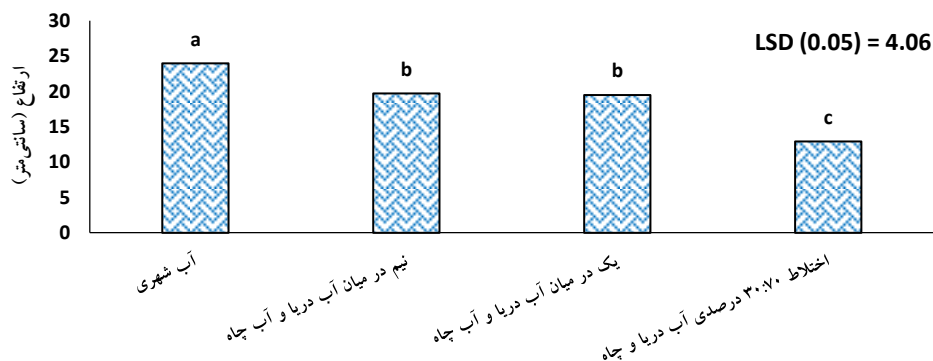 LSD (0.05) = 4.06
ارتفاع (سانتی‌متر)
30
25
20
15
10
5
0
a
b
b
c
آب شهری
نیم در میان آب دریا و آب چاه
یک در میان آب دریا و آب چاه
اختلاط ۳۰:۷۰ درصدی آب دریا و چاه